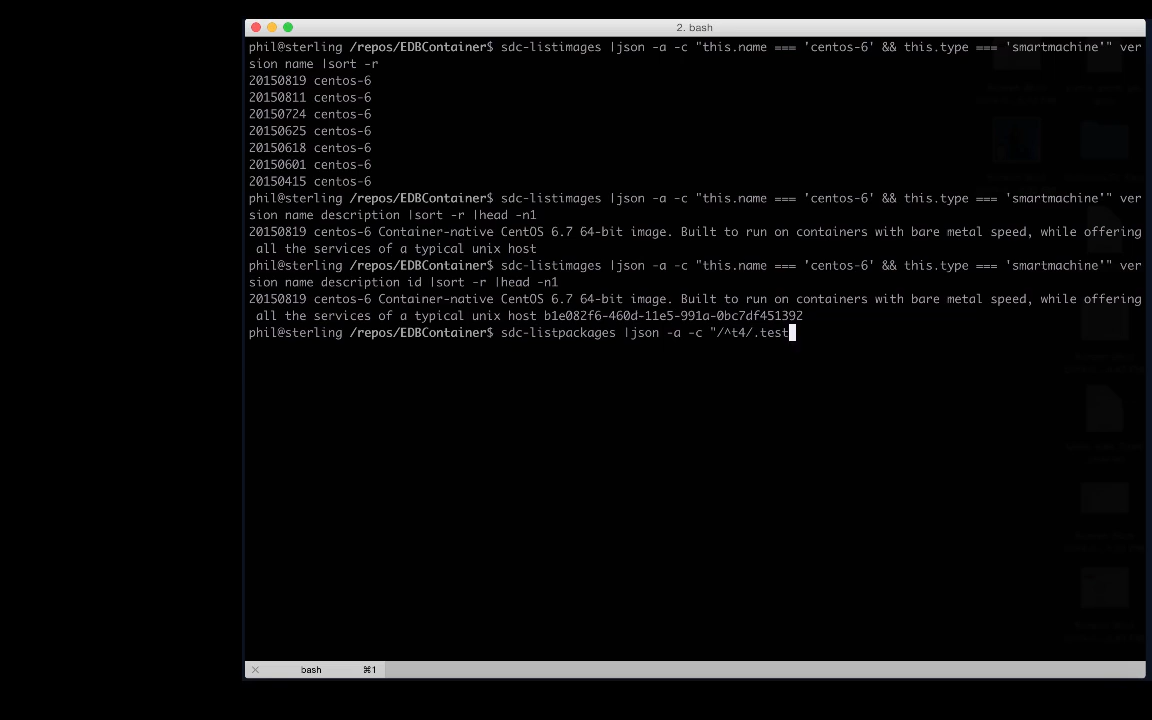 2. bash
phil@sterling /repos/EDBContainer$ sdc-listimages |json -a -c "this.name === 'centos-6' && this.type === 'smartmachine'" ver
sion name |sort -r
20150819 centos-6
20150811 centos-6
20150724 centos-6
20150625 centos-6
20150618 centos-6
20150601 centos-6
20150415 centos-6
phil@sterling /repos/EDBContainer$ sdc-listimages |json -a -c "this.name === 'centos-6' && this.type === 'smartmachine'" ver
sion name description |sort -r |head -n1
20150819 centos-6 Container-native CentOS 6.7 64-bit image. Built to run on containers with bare metal speed, while offering
all the services of a typical unix host
phil@sterling /repos/EDBContainer$ sdc-listimages |json -a -c "this.name === 'centos-6' && this.type === 'smartmachine'" ver
sion name description id |sort -r |head -n1
20150819 centos-6 Container-native CentOS 6.7 64-bit image. Built to run on containers with bare metal speed, while offering
all the services of a typical unix host b1e082f6-460d-11e5-991a-0bc7df451392
phil@sterling /repos/EDBContainer$ sdc-listpackages |json -a -c "/^t4/.test
bash ⌘1